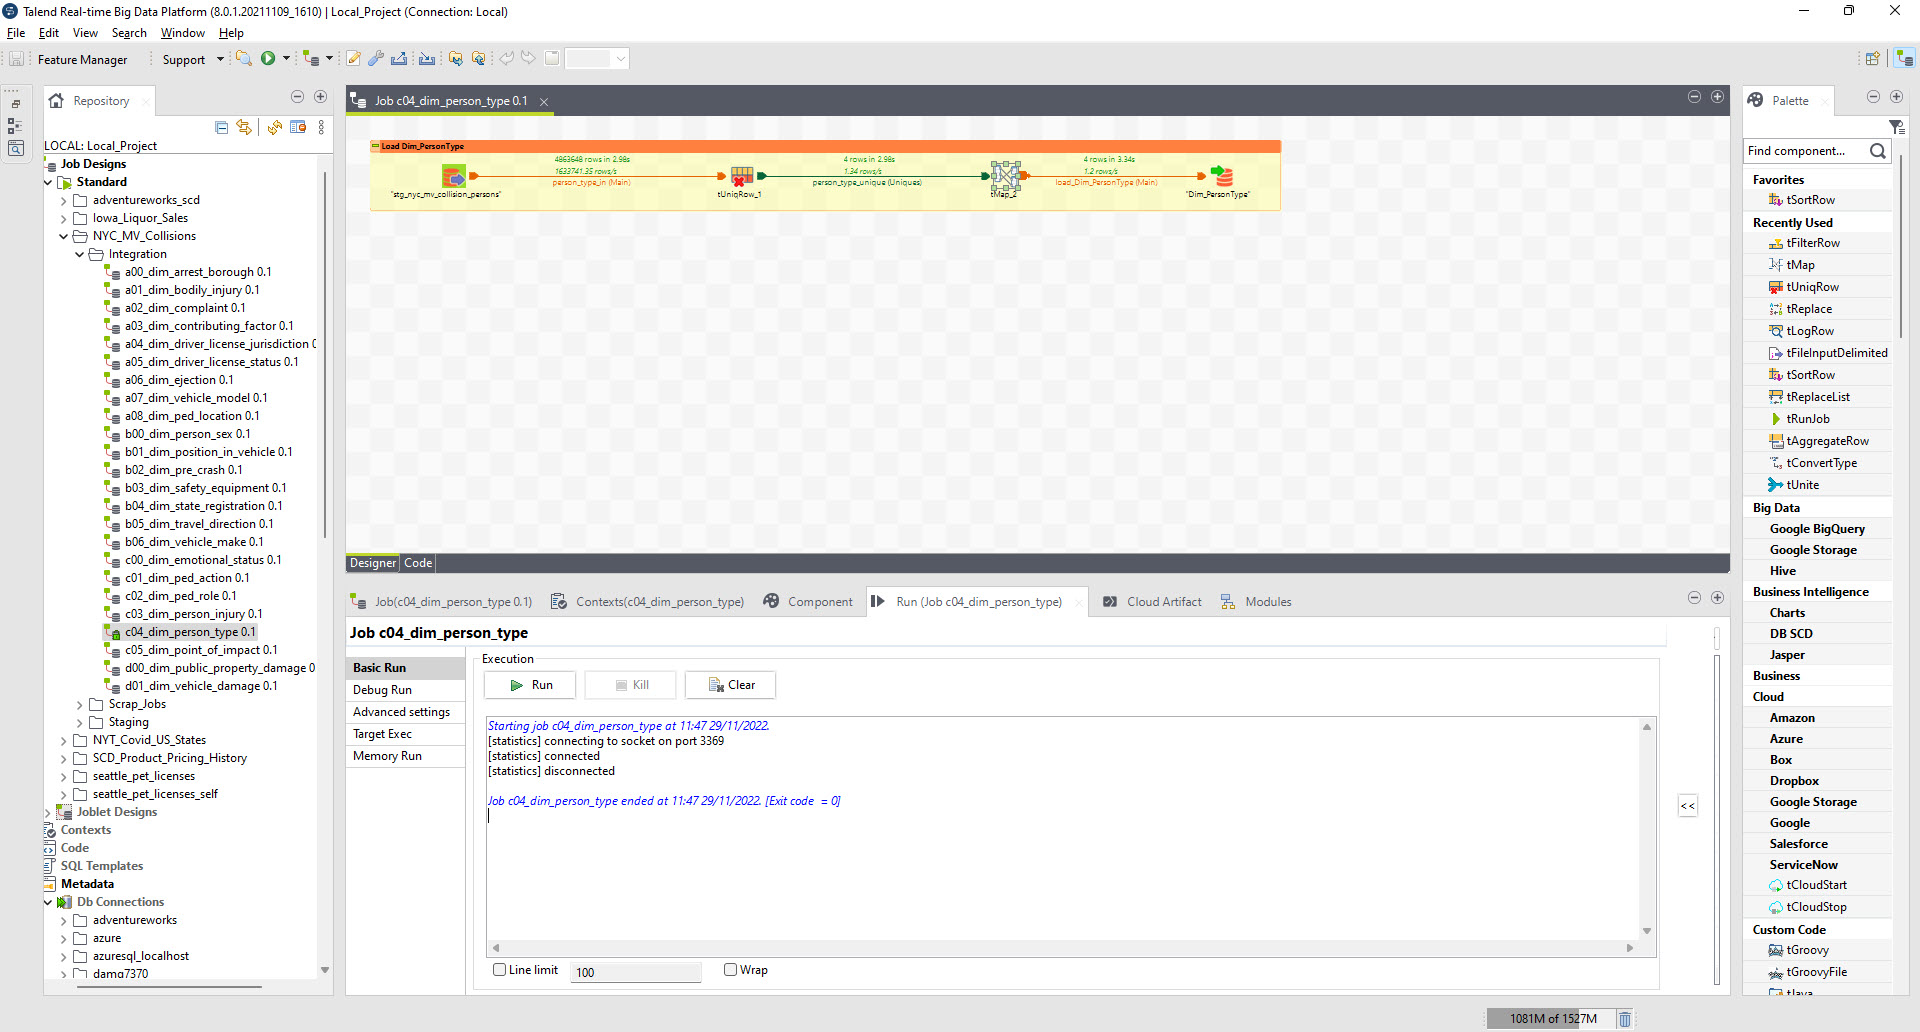 Talend Real-time Big Data Platform (8.0.1.20211109_1610) | Local_Project (Connection: Local)
File Edit View Search Window Help
Feature Manager Support
Repository
LOCAL: Local_Project
Job Designs
Standard
adventureworks_scd
Iowa_Liquor_Sales
NYC_MV_Collisions
Integration
a00_dim_arrest_borough 0.1
a01_dim_bodily_injury 0.1
a02_dim_complaint 0.1
a03_dim_contributing_factor 0.1
a04_dim_driver_license_jurisdiction 0
a05_dim_driver_license_status 0.1
a06_dim_ejection 0.1
a07_dim_vehicle_model 0.1
a08_dim_ped_location 0.1
b00_dim_person_sex 0.1
b01_dim_position_in_vehicle 0.1
b02_dim_pre_crash 0.1
b03_dim_safety_equipment 0.1
b04_dim_state_registration 0.1
b05_dim_travel_direction 0.1
b06_dim_vehicle_make 0.1
c00_dim_emotional_status 0.1
c01_dim_ped_action 0.1
c02_dim_ped_role 0.1
c03_dim_person_injury 0.1
c04_dim_person_type 0.1
c05_dim_point_of_impact 0.1
d00_dim_public_property_damage 0
d01_dim_vehicle_damage 0.1
Scrap_Jobs
Staging
NYT_Covid_US_States
SCD_Product_Pricing_History
seattle_pet_licenses
seattle_pet_licenses_self
Joblet Designs
Contexts
Code
SQL Templates
Metadata
Db Connections
adventureworks
azure
azuresql_localhost
damg7370
Job c04_dim_person_type 0.1
Load Dim_PersonType
4863648 rows in 2.98s
1633741.35 rows/s
person_type_in (Main)
4 rows in 2.98s
1.34 rows/s
person_type_unique (Uniques)
4 rows in 3.34s
1.2 rows/s
load_Dim_PersonType (Main)
"stg_nyc_mv_collision_persons"
tUniqRow_1
tMap_2
"Dim_PersonType"
Designer Code
Job(c04_dim_person_type 0.1) Contexts(c04_dim_person_type) Component Run (Job c04_dim_person_type) Cloud Artifact Modules
Job c04_dim_person_type
Basic Run
Debug Run
Advanced settings
Target Exec
Memory Run
Execution
Run Kill Clear
Starting job c04_dim_person_type at 11:47 29/11/2022.
[statistics] connecting to socket on port 3369
[statistics] connected
[statistics] disconnected
Job c04_dim_person_type ended at 11:47 29/11/2022. [Exit code = 0]
<<
Line limit 100 Wrap
Palette
Find component...
Favorites
tSortRow
Recently Used
tFilterRow
tMap
tUniqRow
tReplace
tLogRow
tFileInputDelimited
tSortRow
tReplaceList
tRunJob
tAggregateRow
tConvertType
tUnite
Big Data
Google BigQuery
Google Storage
Hive
Business Intelligence
Charts
DB SCD
Jasper
Business
Cloud
Amazon
Azure
Box
Dropbox
Google Storage
Google
Salesforce
ServiceNow
tCloudStart
tCloudStop
Custom Code
tGroovy
tGroovyFile
tJava
1081M of 1527M